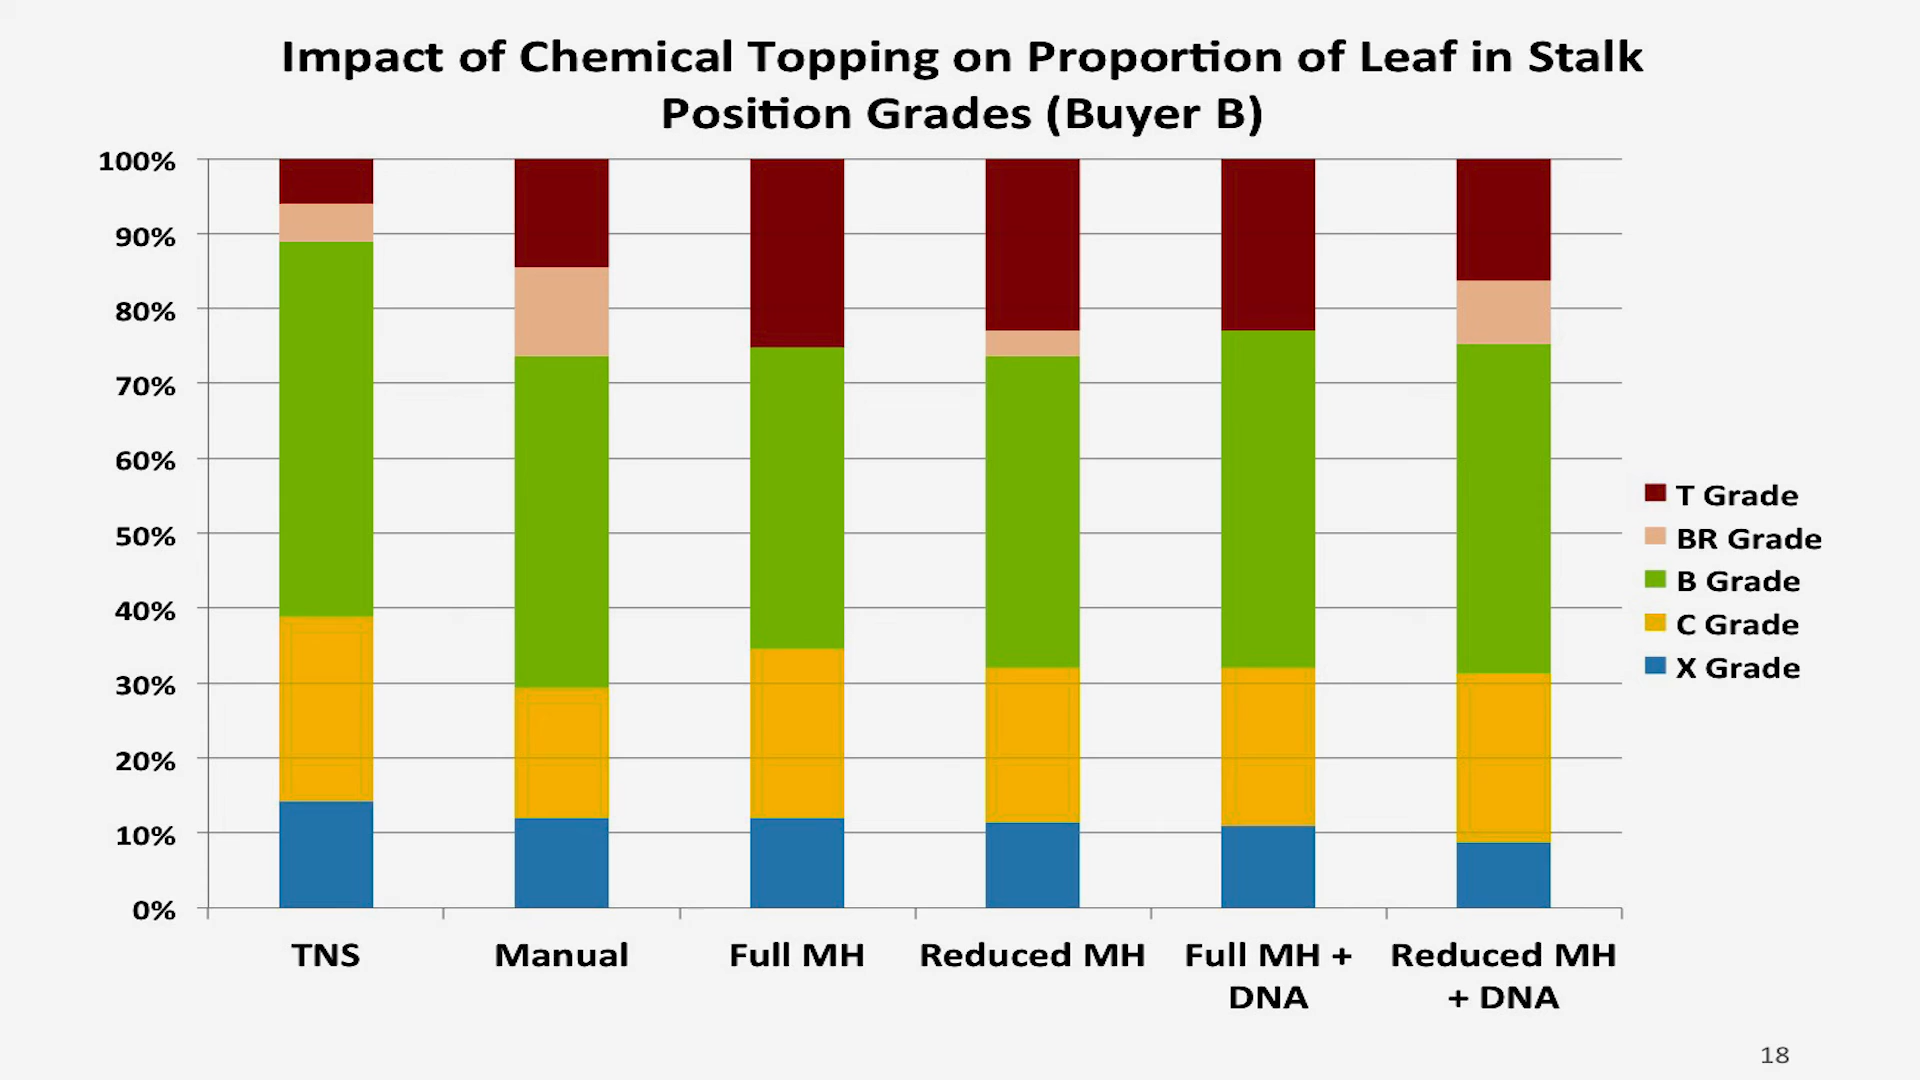 Impact of Chemical Topping on Proportion of Leaf in Stalk
Position Grades (Buyer B)
100%
90%
80%
70%
60%
50%
40%
30%
20%
10%
0%
T Grade
BR Grade
B Grade
C Grade
X Grade
TNS
Manual
Full MH
Reduced MH
Full MH +
DNA
Reduced MH
+ DNA
18